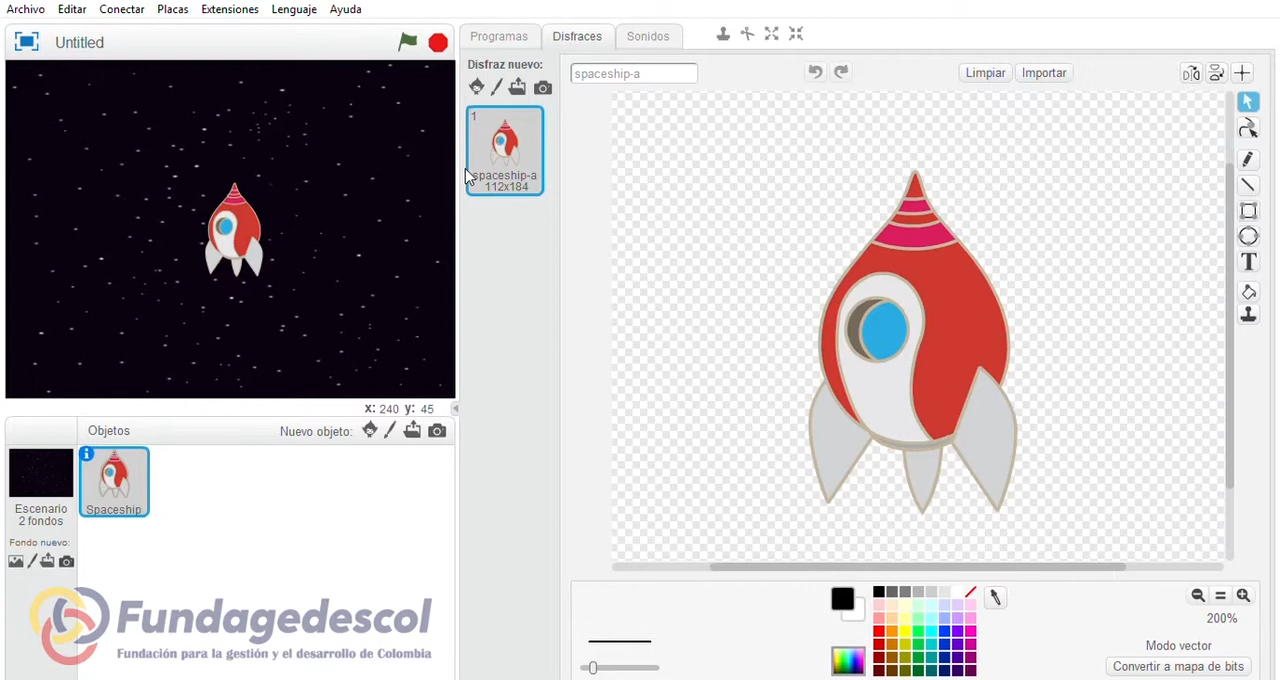 Archivo Editar Conectar Placas Extensiones Lenguaje Ayuda
Untitled
Programas Disfraces Sonidos
Disfraz nuevo:
spaceship-a
Limpiar Importar
1
spaceship-a
112x184
x: 240 y: 45
Objetos Nuevo objeto:
Spaceship
Escenario
2 fondos
Fondo nuevo:
T
200%
Modo vector
Convertir a mapa de bits
Fundagedescol
Fundación para la gestión y el desarrollo de Colombia